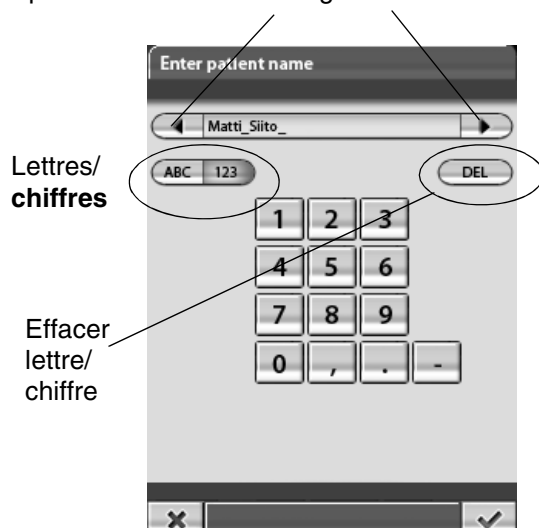 Enter patient name
Matti_Siito_
Lettres/
chiffres
ABC 123
DEL
1 2 3
4 5 6
7 8 9
0 , . -
Effacer
lettre/
chiffre